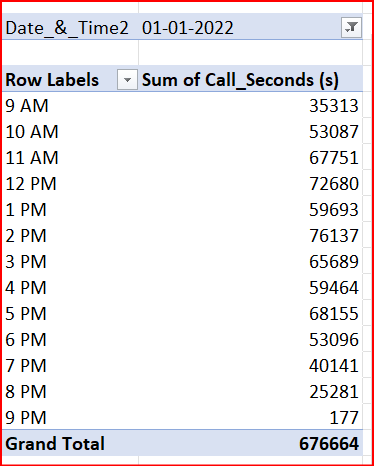 Date_&_Time2 01-01-2022
Row Labels Sum of Call_Seconds (s)
9 AM 35313
10 AM 53087
11 AM 67751
12 PM 72680
1 PM 59693
2 PM 76137
3 PM 65689
4 PM 59464
5 PM 68155
6 PM 53096
7 PM 40141
8 PM 25281
9 PM 177
Grand Total 676664